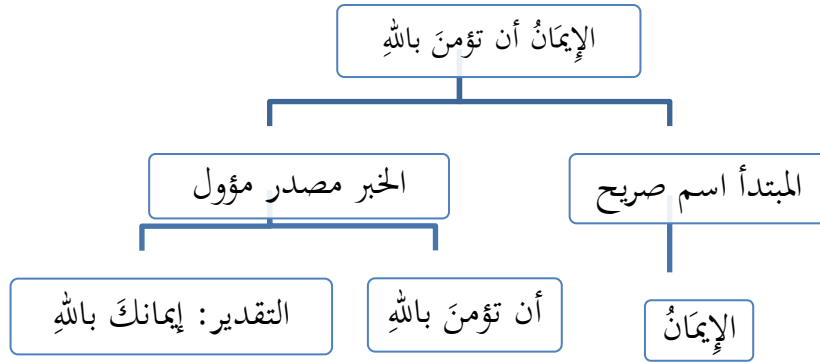 الإِيمَانُ أن تؤمنَ باللهِ
المبتدأ اسم صريح
الخبر مصدر مؤول
الإِيمَانُ
أن تؤمنَ باللهِ
التقدير: إيمانكَ باللهِ